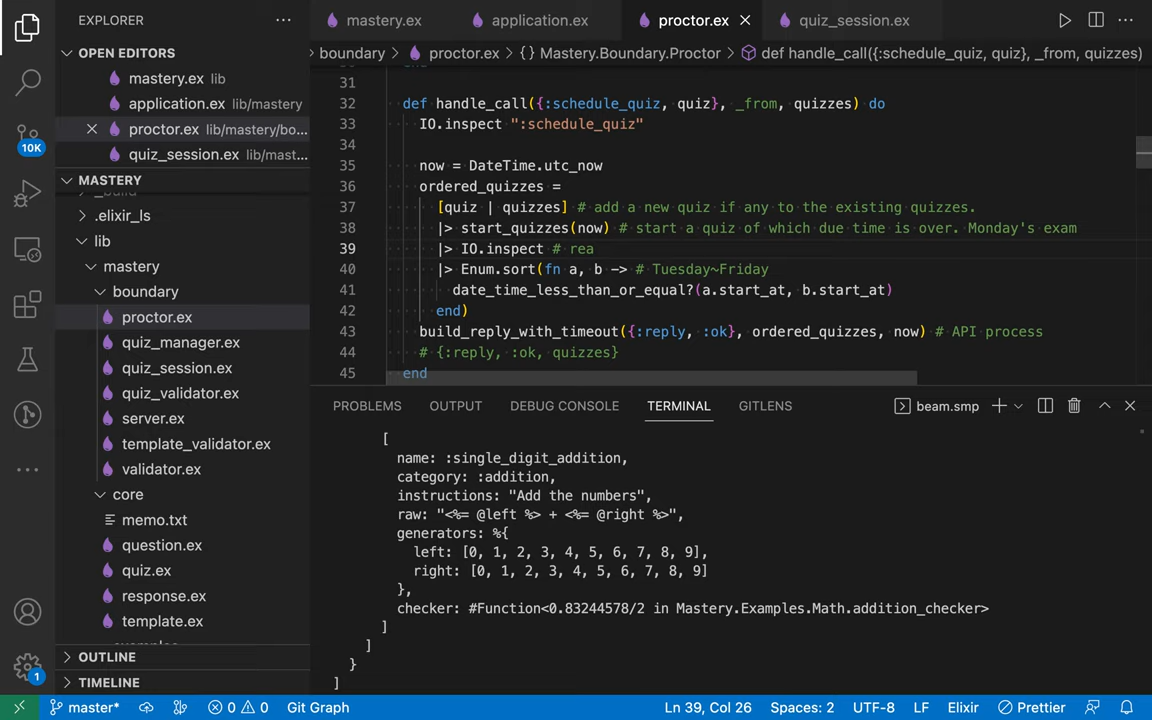 EXPLORER
OPEN EDITORS
mastery.ex lib
application.ex lib/mastery
proctor.ex lib/mastery/bo...
quiz_session.ex lib/mast...
MASTERY
.elixir_ls
lib
mastery
boundary
proctor.ex
quiz_manager.ex
quiz_session.ex
quiz_validator.ex
server.ex
template_validator.ex
validator.ex
core
memo.txt
question.ex
quiz.ex
response.ex
template.ex
OUTLINE
TIMELINE
10K
1
mastery.ex
application.ex
proctor.ex
quiz_session.ex
boundary > proctor.ex > {} Mastery.Boundary.Proctor > def handle_call({:schedule_quiz, quiz}, _from, quizzes)
31
32 def handle_call({:schedule_quiz, quiz}, _from, quizzes) do
33 IO.inspect ":schedule_quiz"
34
35 now = DateTime.utc_now
36 ordered_quizzes =
37 [quiz | quizzes] # add a new quiz if any to the existing quizzes.
38 |> start_quizzes(now) # start a quiz of which due time is over. Monday's exam
39 |> IO.inspect # rea
40 |> Enum.sort(fn a, b -> # Tuesday~Friday
41 date_time_less_than_or_equal?(a.start_at, b.start_at)
42 end)
43 build_reply_with_timeout({:reply, :ok}, ordered_quizzes, now) # API process
44 # {:reply, :ok, quizzes}
45 end
PROBLEMS OUTPUT DEBUG CONSOLE TERMINAL GITLENS
beam.smp
[
name: :single_digit_addition,
category: :addition,
instructions: "Add the numbers",
raw: "<%= @left %> + <%= @right %>",
generators: %{
left: [0, 1, 2, 3, 4, 5, 6, 7, 8, 9],
right: [0, 1, 2, 3, 4, 5, 6, 7, 8, 9]
},
checker: #Function<0.83244578/2 in Mastery.Examples.Math.addition_checker>
]
]
}
]
master* 0 0 Git Graph Ln 39, Col 26 Spaces: 2 UTF-8 LF Elixir Prettier